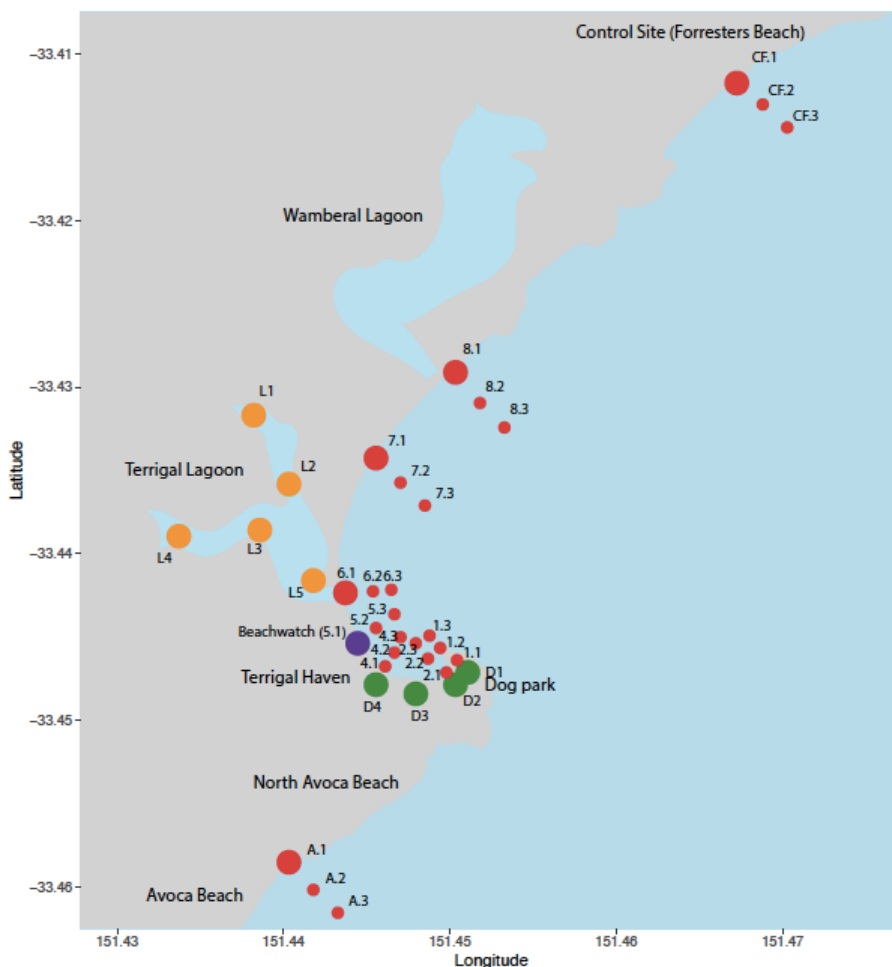 Control Site (Forresters Beach)
−33.41
CF.1
CF.2
CF.3
Wamberal Lagoon
−33.42
8.1
−33.43
L1
8.2
8.3
7.1
Latitude
Terrigal Lagoon
L2
7.2
7.3
L3
−33.44
L4
6.1
6.2 6.3
L5
5.3
5.2
Beachwatch (5.1)
4.3
1.3
1.2
4.2
2.3
1.1
4.1
2.2
D1
Terrigal Haven
2.1
Dog park
D4
D3
D2
−33.45
North Avoca Beach
A.1
−33.46
Avoca Beach
A.2
A.3
151.43
151.44
151.45
151.46
151.47
Longitude